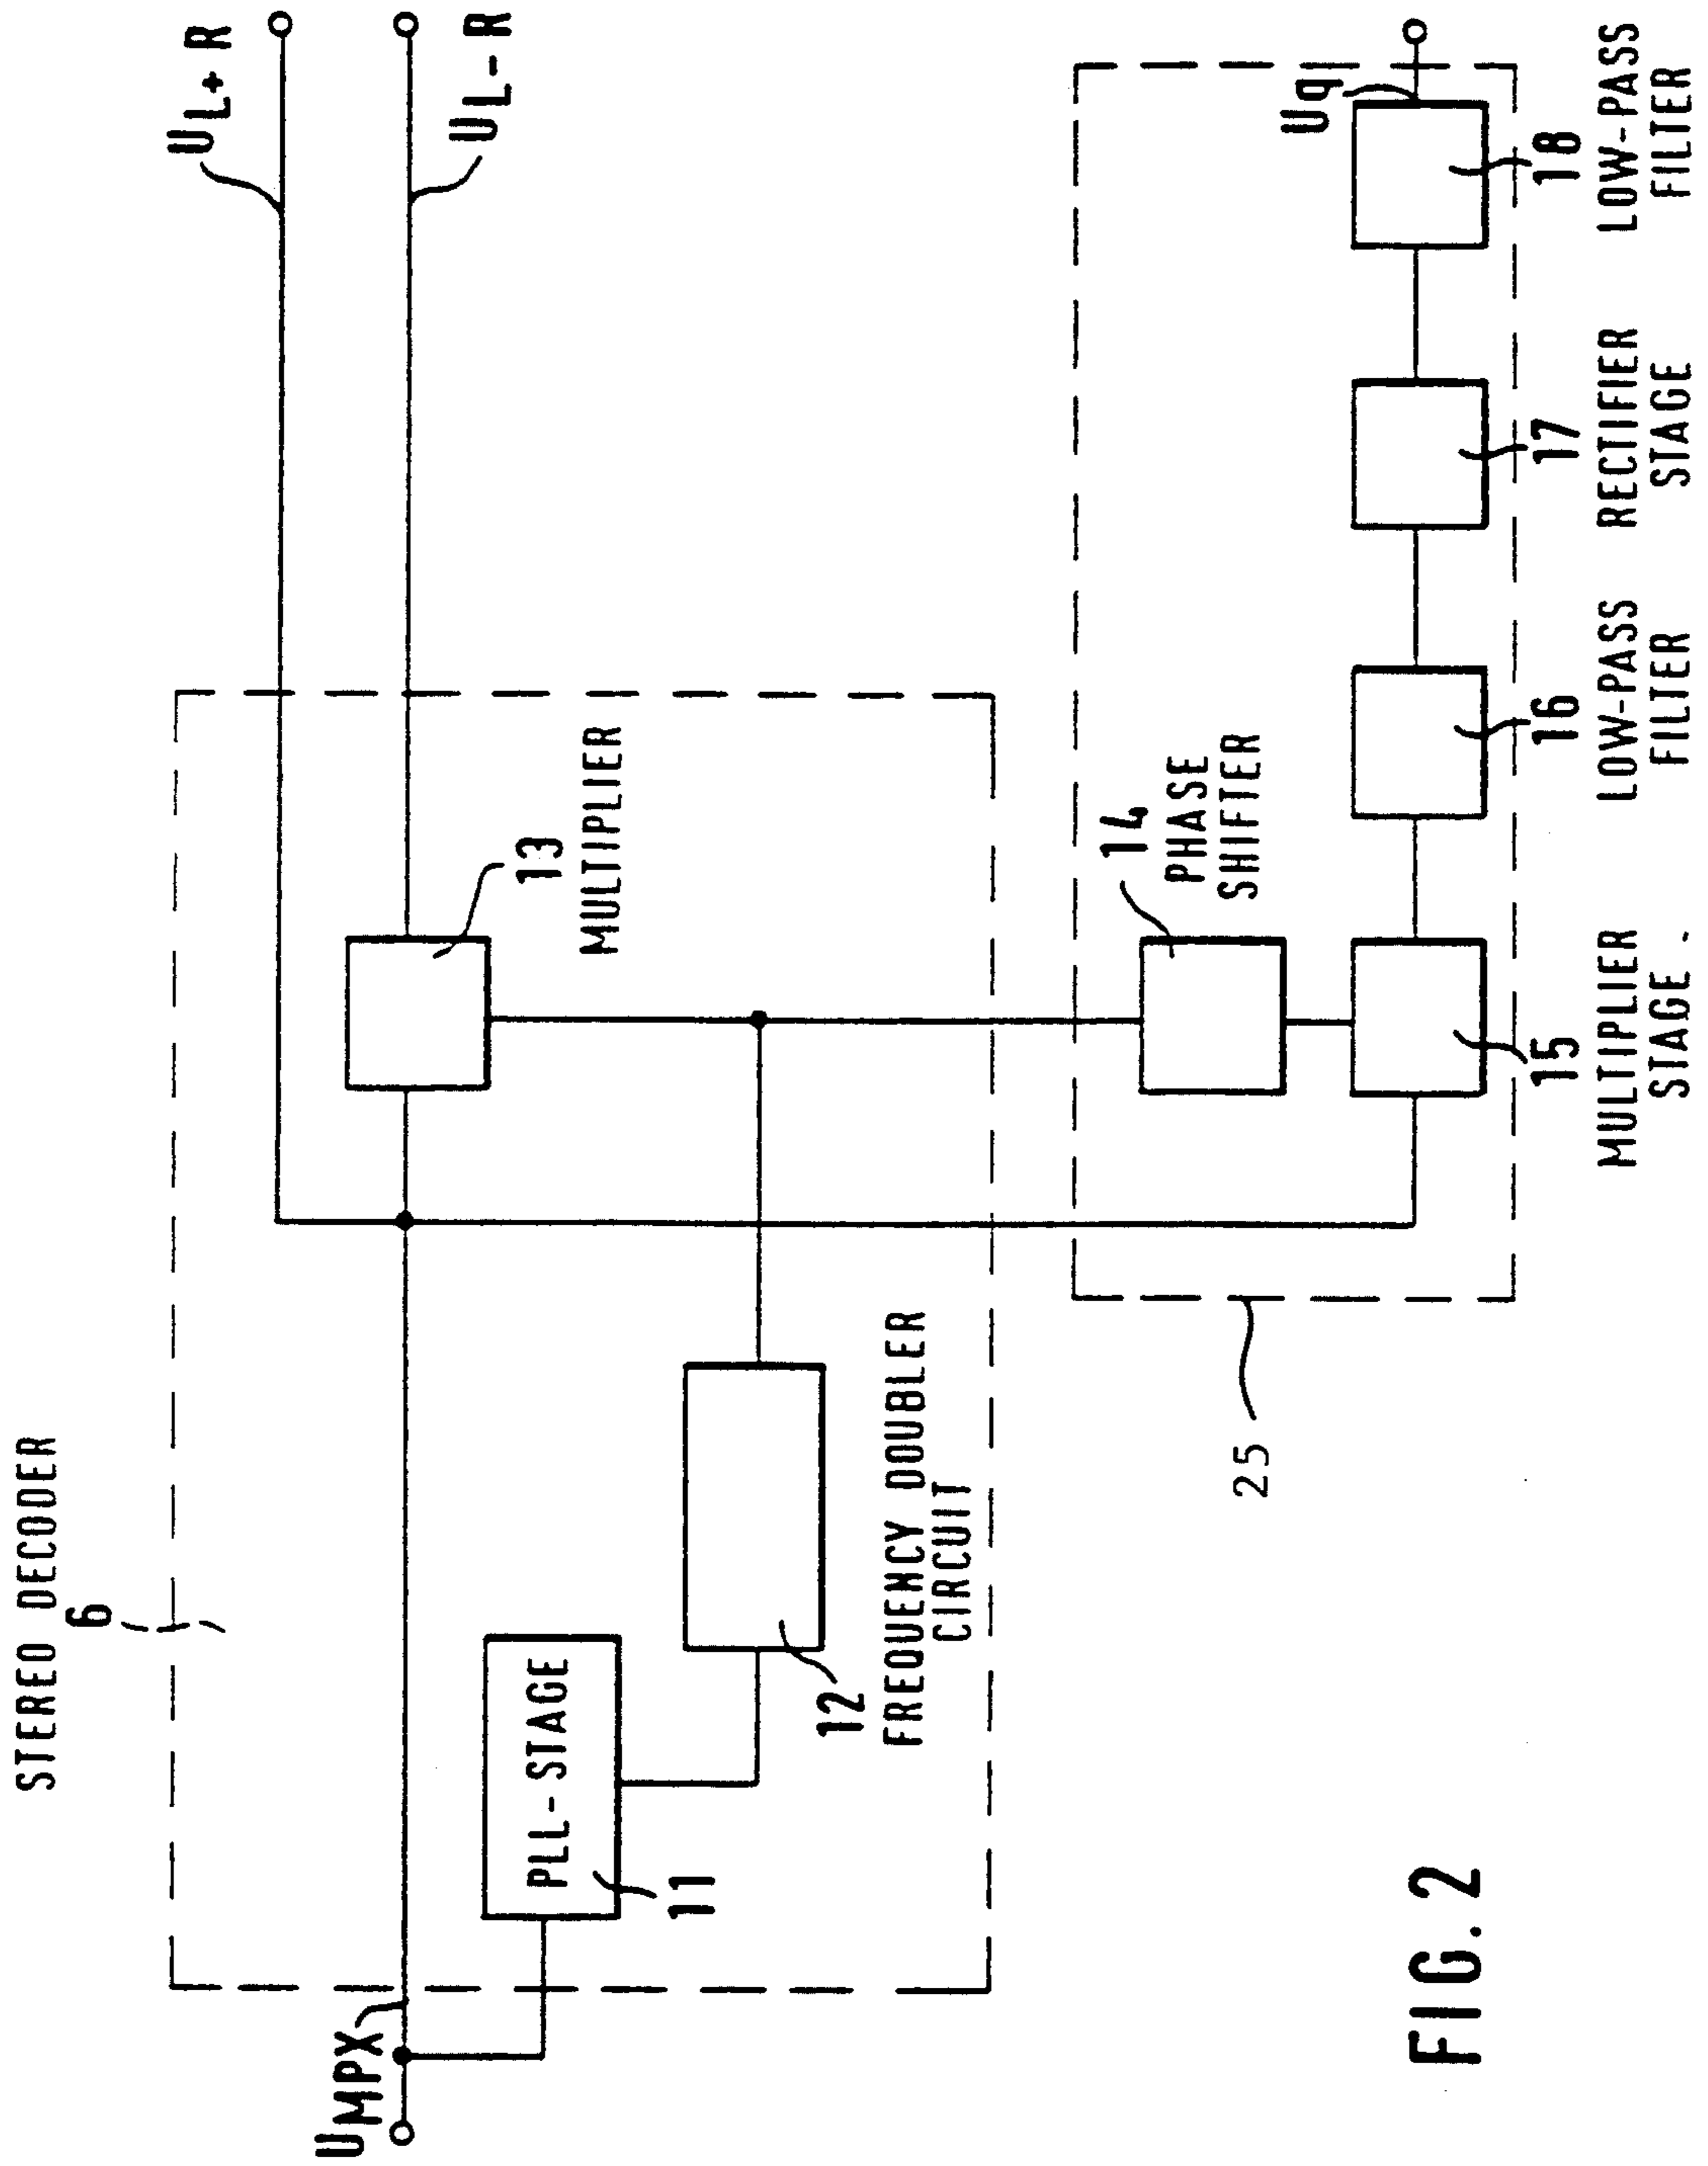 STEREO DECODER
6
UL+R
UL-R
UMPX
PLL-STAGE
11
12
FREQUENCY DOUBLER
CIRCUIT
13
MULTIPLIER
25
14
PHASE
SHIFTER
Uq
15
MULTIPLIER
STAGE
16
LOW-PASS
FILTER
17
RECTIFIER
STAGE
18
LOW-PASS
FILTER
FIG. 2